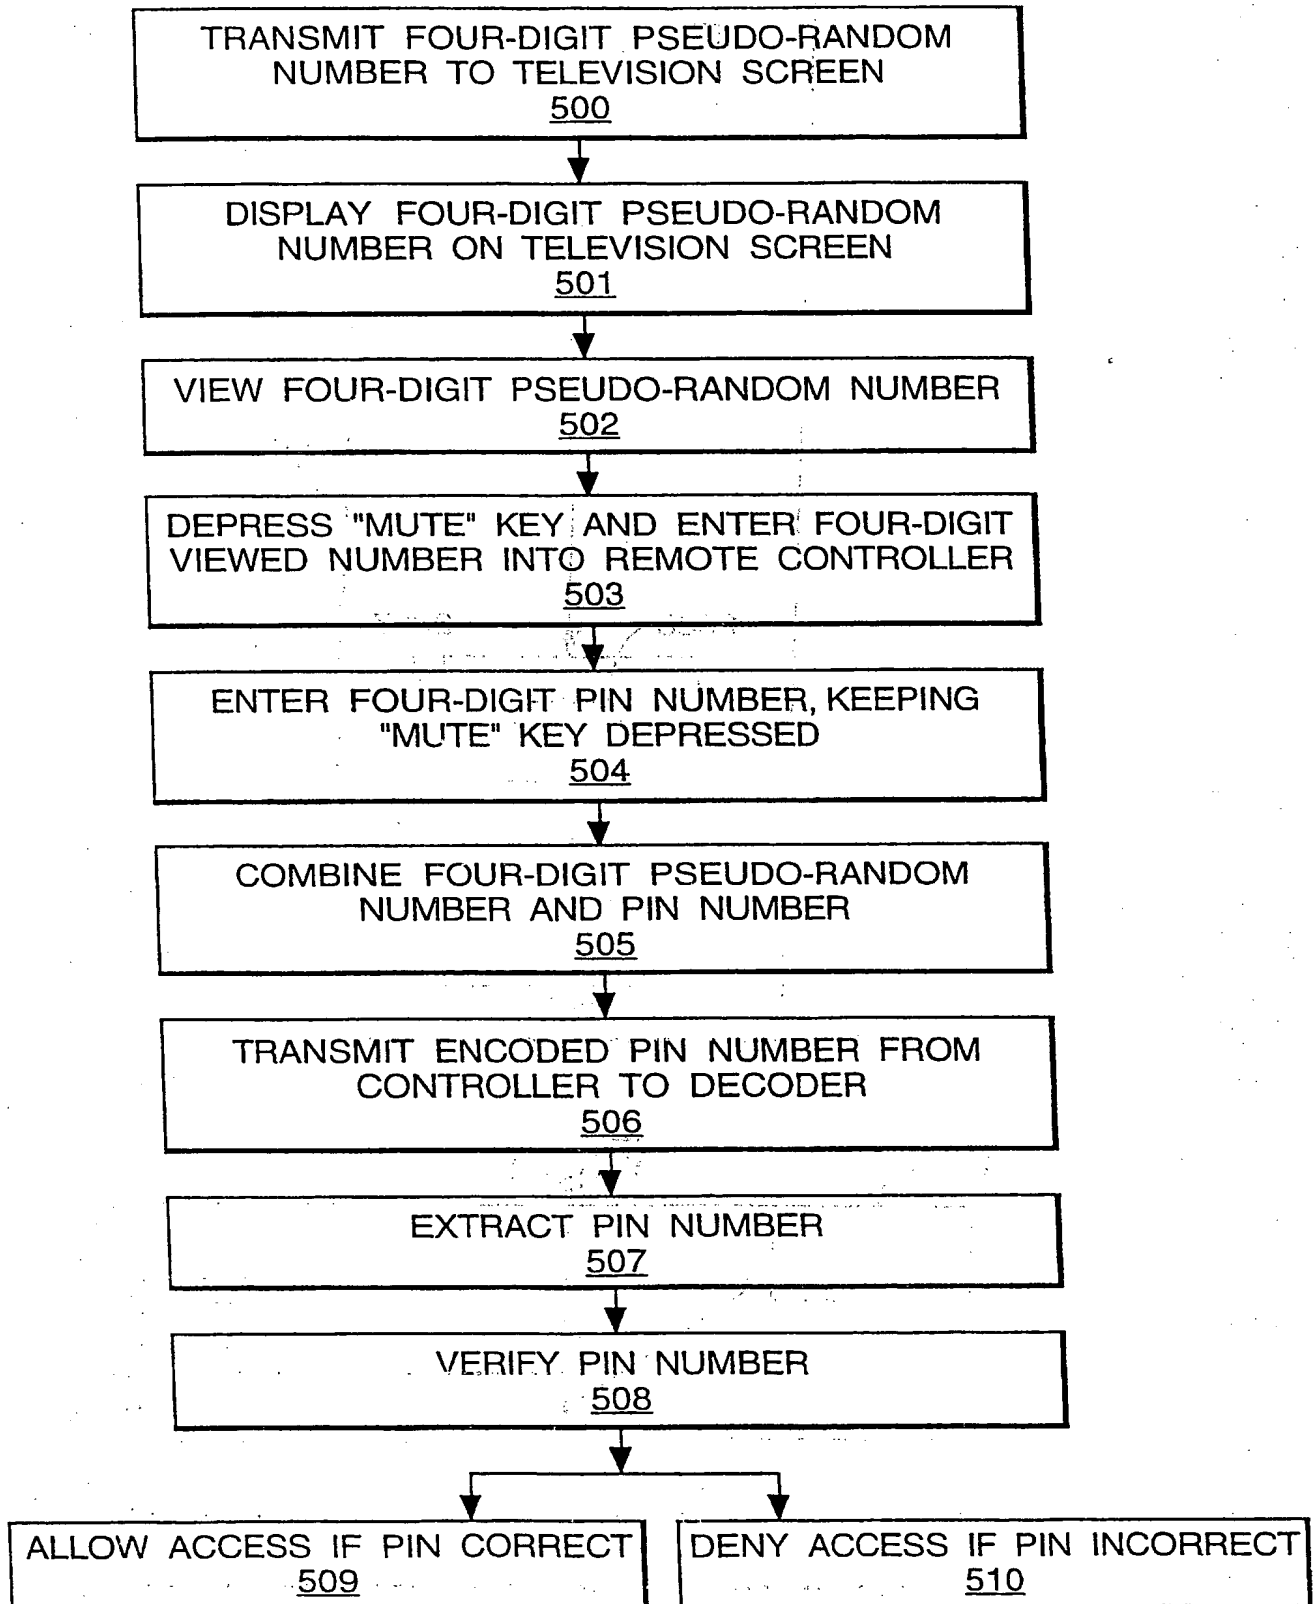 TRANSMIT FOUR-DIGIT PSEUDO-RANDOM
NUMBER TO TELEVISION SCREEN
500
DISPLAY FOUR-DIGIT PSEUDO-RANDOM
NUMBER ON TELEVISION SCREEN
501
VIEW FOUR-DIGIT PSEUDO-RANDOM NUMBER
502
DEPRESS "MUTE" KEY AND ENTER FOUR-DIGIT
VIEWED NUMBER INTO REMOTE CONTROLLER
503
ENTER FOUR-DIGIT PIN NUMBER, KEEPING
"MUTE" KEY DEPRESSED
504
COMBINE FOUR-DIGIT PSEUDO-RANDOM
NUMBER AND PIN NUMBER
505
TRANSMIT ENCODED PIN NUMBER FROM
CONTROLLER TO DECODER
506
EXTRACT PIN NUMBER
507
VERIFY PIN NUMBER
508
ALLOW ACCESS IF PIN CORRECT
509
DENY ACCESS IF PIN INCORRECT
510